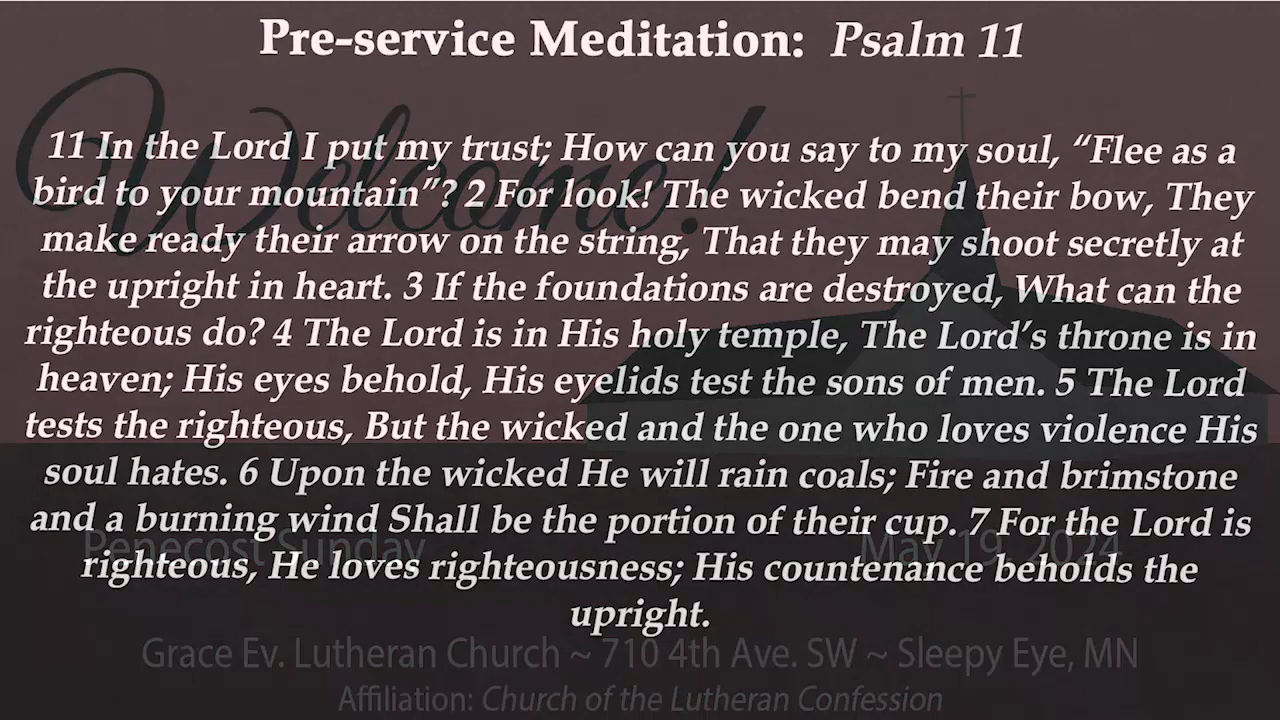 Pre-service Meditation: Psalm 11
Welcome!
11 In the Lord I put my trust; How can you say to my soul, “Flee as a
bird to your mountain”? 2 For look! The wicked bend their bow, They
make ready their arrow on the string, That they may shoot secretly at
the upright in heart. 3 If the foundations are destroyed, What can the
righteous do? 4 The Lord is in His holy temple, The Lord’s throne is in
heaven; His eyes behold, His eyelids test the sons of men. 5 The Lord
tests the righteous, But the wicked and the one who loves violence His
soul hates. 6 Upon the wicked He will rain coals; Fire and brimstone
and a burning wind Shall be the portion of their cup. 7 For the Lord is
Penecost Sunday May 19, 2024
righteous, He loves righteousness; His countenance beholds the
upright.
Grace Ev. Lutheran Church ~ 710 4th Ave. SW ~ Sleepy Eye, MN
Affiliation: Church of the Lutheran Confession